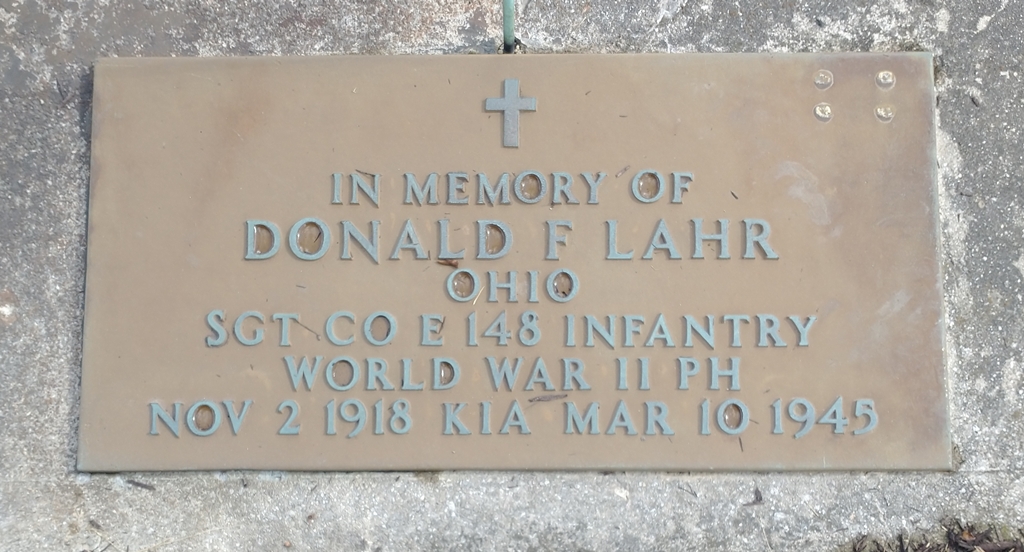 IN MEMORY OF
DONALD F LAHR
OHIO
SGT CO E 148 INFANTRY
WORLD WAR II PH
NOV 2 1918 KIA MAR 10 1945